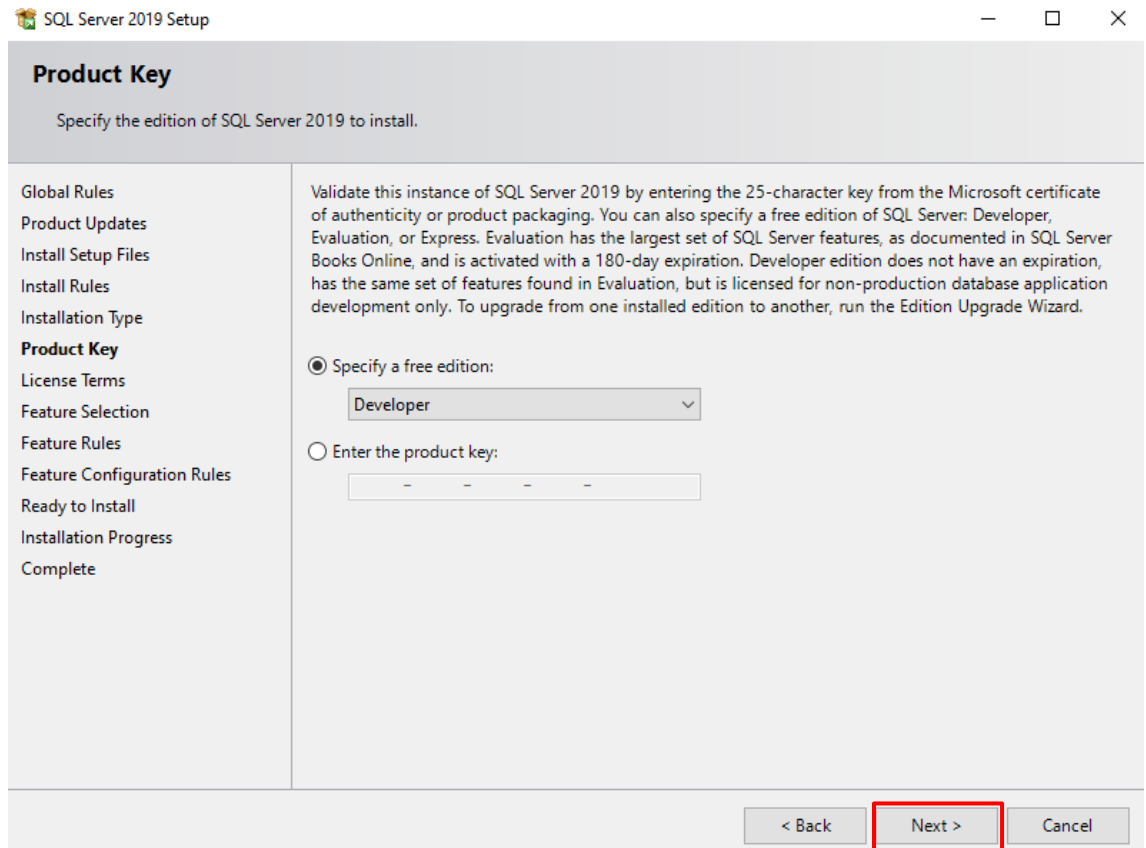 SQL Server 2019 Setup
Product Key
Specify the edition of SQL Server 2019 to install.
Global Rules
Product Updates
Install Setup Files
Install Rules
Installation Type
Product Key
License Terms
Feature Selection
Feature Rules
Feature Configuration Rules
Ready to Install
Installation Progress
Complete
Validate this instance of SQL Server 2019 by entering the 25-character key from the Microsoft certificate
of authenticity or product packaging. You can also specify a free edition of SQL Server: Developer,
Evaluation, or Express. Evaluation has the largest set of SQL Server features, as documented in SQL Server
Books Online, and is activated with a 180-day expiration. Developer edition does not have an expiration,
has the same set of features found in Evaluation, but is licensed for non-production database application
development only. To upgrade from one installed edition to another, run the Edition Upgrade Wizard.
Specify a free edition:
Developer
Enter the product key:
- - - -
< Back
Next >
Cancel